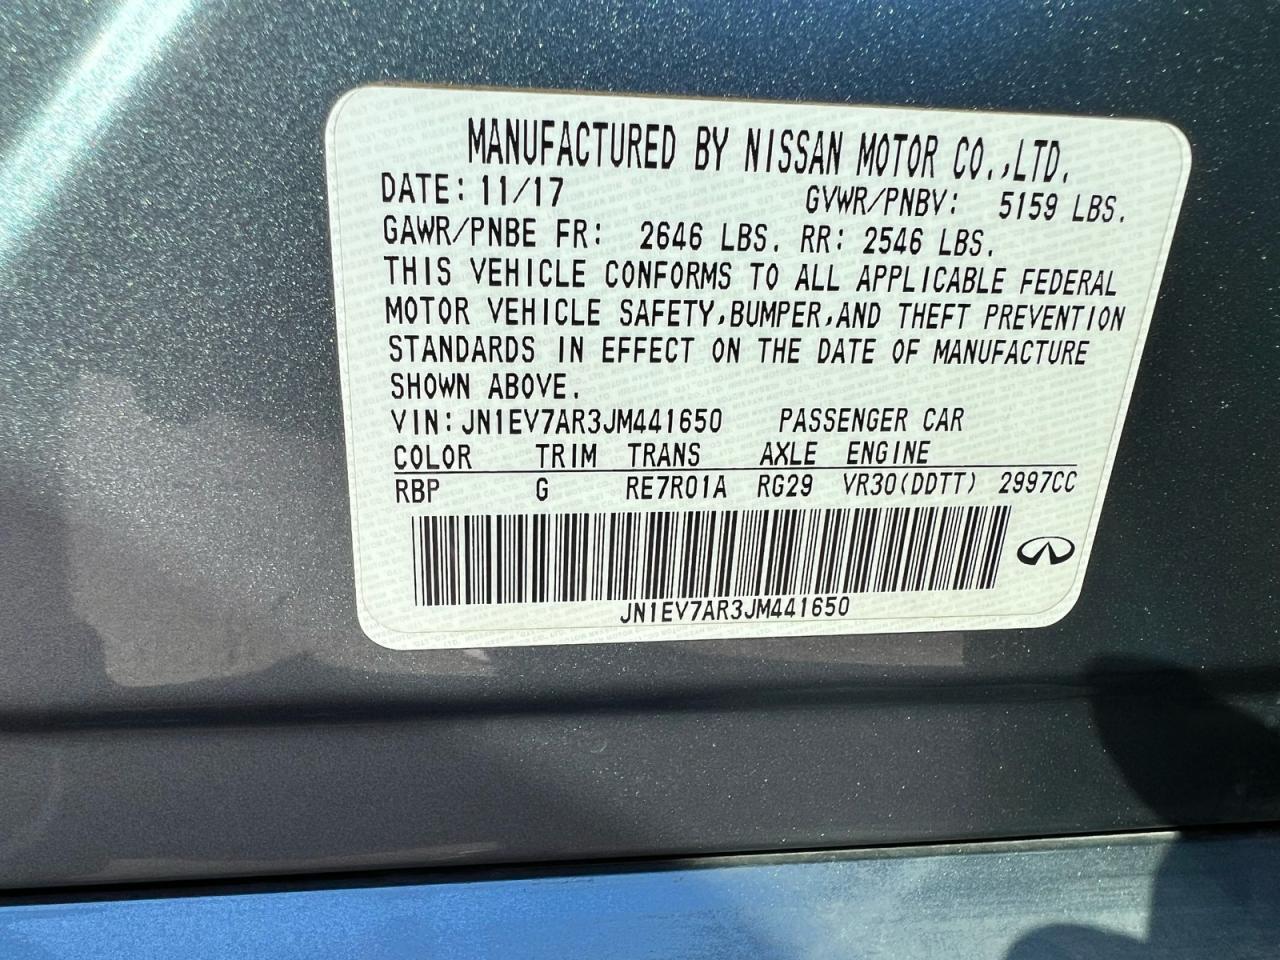 MANUFACTURED BY NISSAN MOTOR CO.,LTD.
DATE: 11/17 GVWR/PNBV: 5159 LBS.
GAWR/PNBE FR: 2646 LBS. RR: 2546 LBS.
THIS VEHICLE CONFORMS TO ALL APPLICABLE FEDERAL
MOTOR VEHICLE SAFETY,BUMPER,AND THEFT PREVENTION
STANDARDS IN EFFECT ON THE DATE OF MANUFACTURE
SHOWN ABOVE.
VIN:JN1EV7AR3JM441650 PASSENGER CAR
COLOR TRIM TRANS AXLE ENGINE
RBP G RE7R01A RG29 VR30(DDTT) 2997CC
JN1EV7AR3JM441650